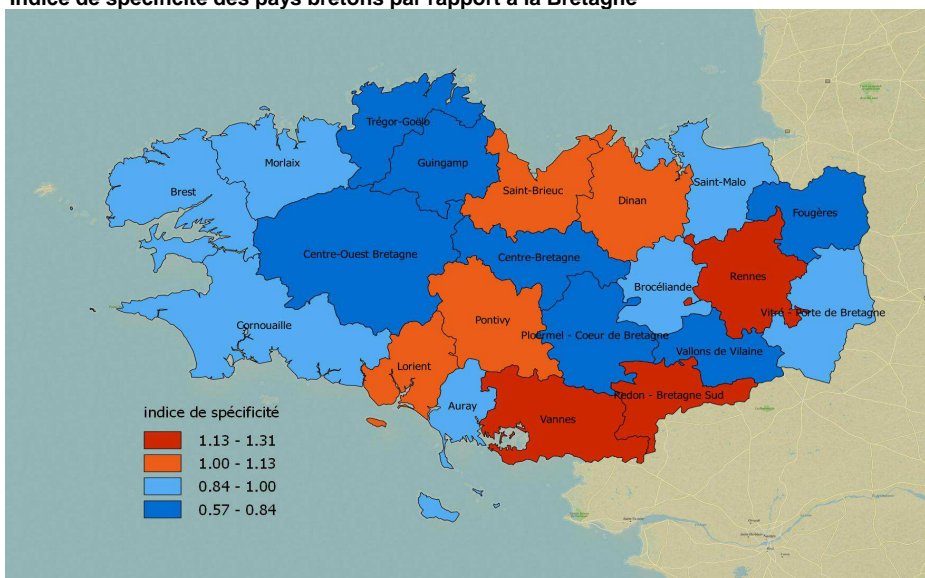 Indice de spécificité des pays bretons par rapport à la Bretagne
Trégor-Goëlo
Guingamp
Morlaix
Brest
Saint-Brieuc
Dinan
Saint-Malo
Fougères
Centre-Ouest Bretagne
Centre-Bretagne
Rennes
Brocéliande
Vitré - Porte de Bretagne
Pontivy
Cornouaille
Ploërmel - Coeur de Bretagne
Vallons de Vilaine
Lorient
Redon - Bretagne Sud
Auray
Vannes
indice de spécificité
1.13 - 1.31
1.00 - 1.13
0.84 - 1.00
0.57 - 0.84